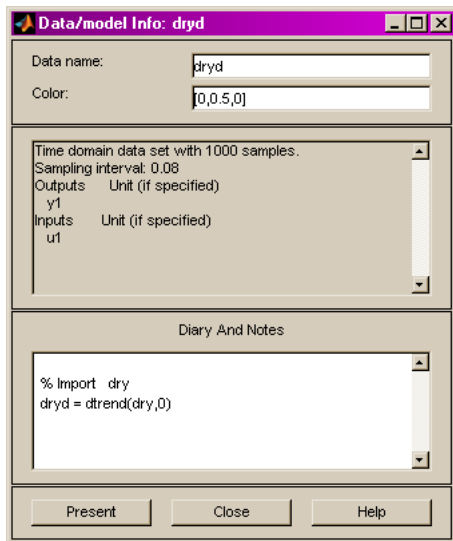 Data/model Info: dryd
Data name: dryd
Color: [0,0.5,0]
Time domain data set with 1000 samples.
Sampling interval: 0.08
Outputs Unit (if specified)
y1
Inputs Unit (if specified)
u1
Diary And Notes
% Import dry
dryd = dtrend(dry,0)
Present Close Help